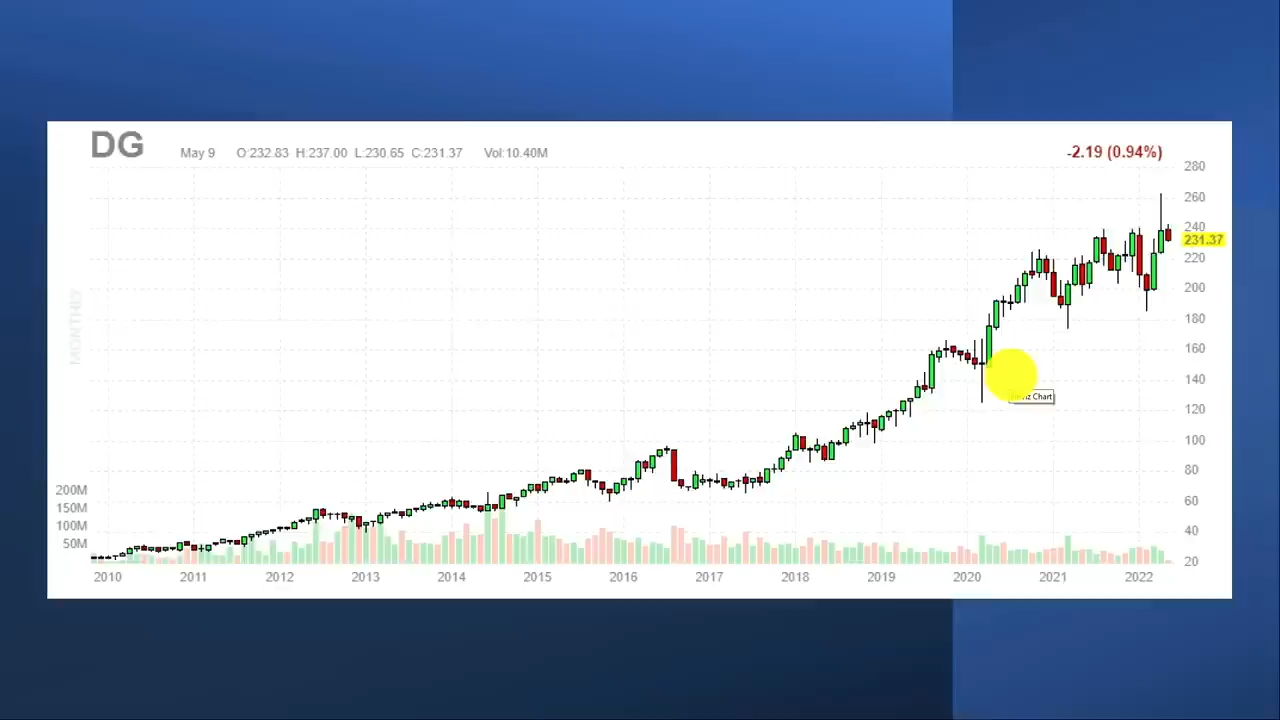 DG May 9 O:232.83 H:237.00 L:230.65 C:231.37 Vol:10.40M -2.19 (0.94%)
280
260
240
231.37
220
200
180
160
140
120
100
80
60
40
20
MONTHLY
Chart
200M
150M
100M
50M
2010 2011 2012 2013 2014 2015 2016 2017 2018 2019 2020 2021 2022